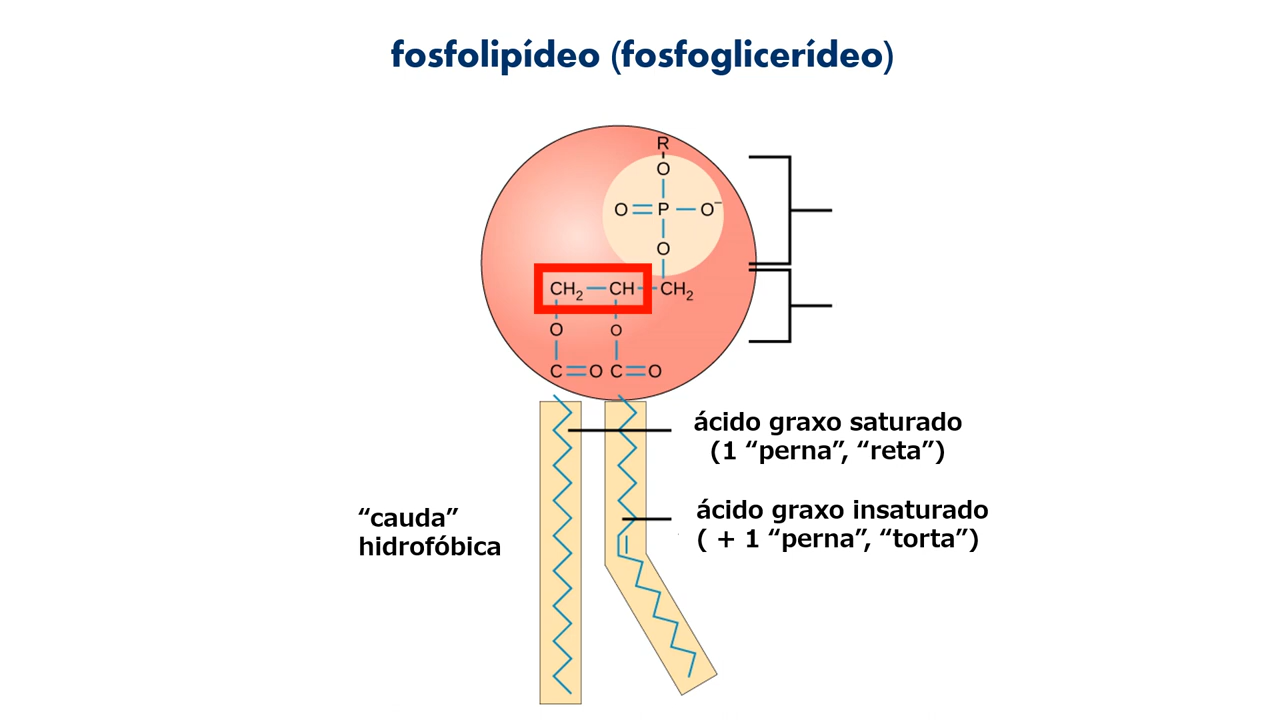 fosfolipídeo (fosfoglicerídeo)
R
O
O P O⁻
O
CH₂ CH CH₂
O O
C O C O
ácido graxo saturado
(1 “perna”, “reta”)
ácido graxo insaturado
( + 1 “perna”, “torta”)
“cauda”
hidrofóbica